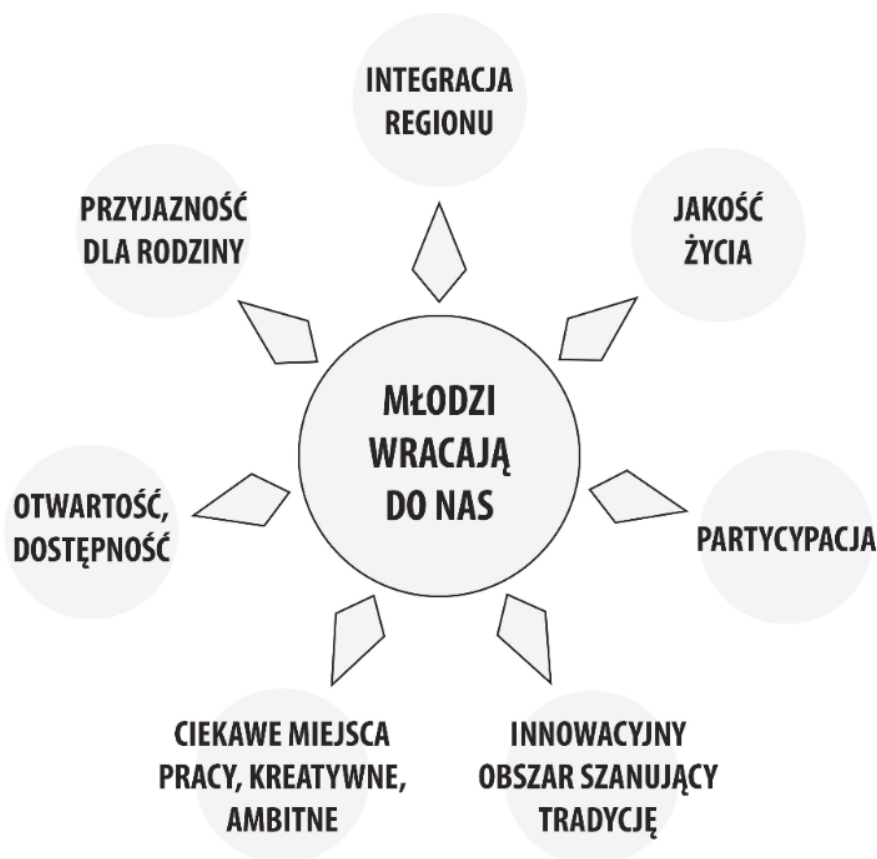 INTEGRACJA
REGIONU
PRZYJAZNOŚĆ
DLA RODZINY
JAKOŚĆ
ŻYCIA
MŁODZI
WRACAJĄ
DO NAS
OTWARTOŚĆ,
DOSTĘPNOŚĆ
PARTYCYPACJA
CIEKAWE MIEJSCA
PRACY, KREATYWNE,
AMBITNE
INNOWACYJNY
OBSZAR SZANUJĄCY
TRADYCJĘ